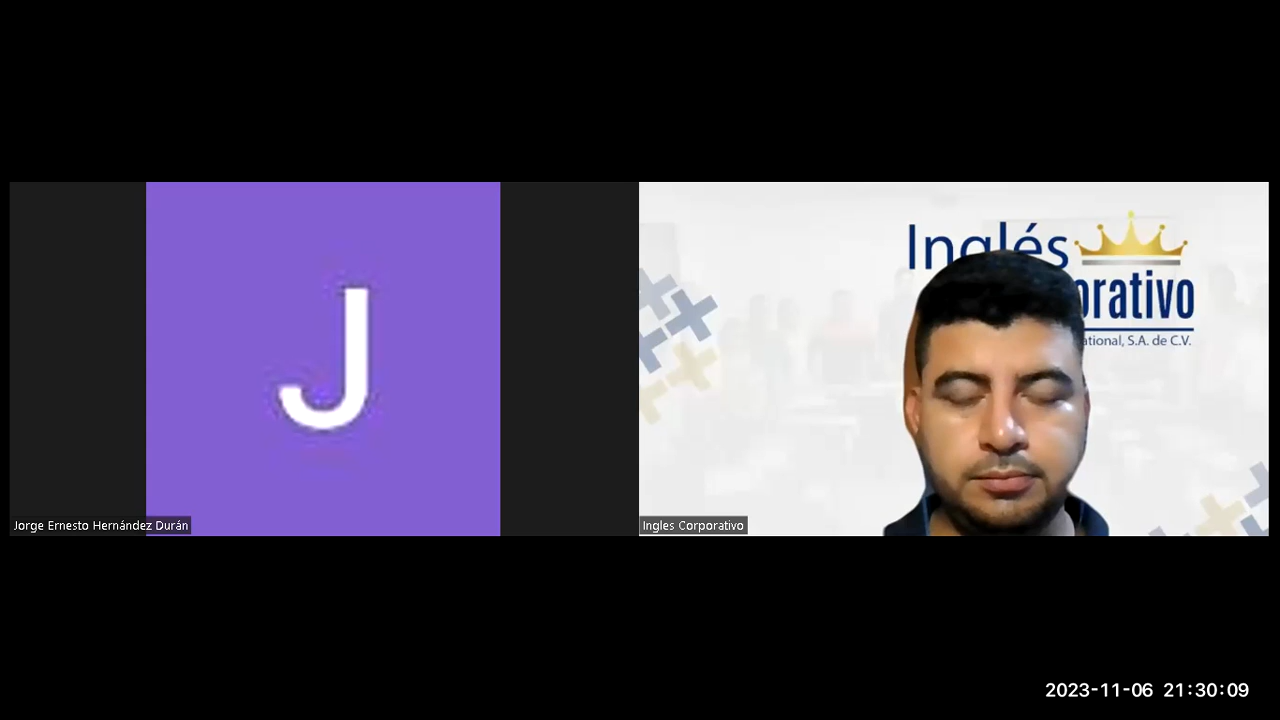 J
Jorge Ernesto Hernández Durán
Inglés
orativo
ational, S.A. de C.V.
Ingles Corporativo
2023-11-06 21:30:09